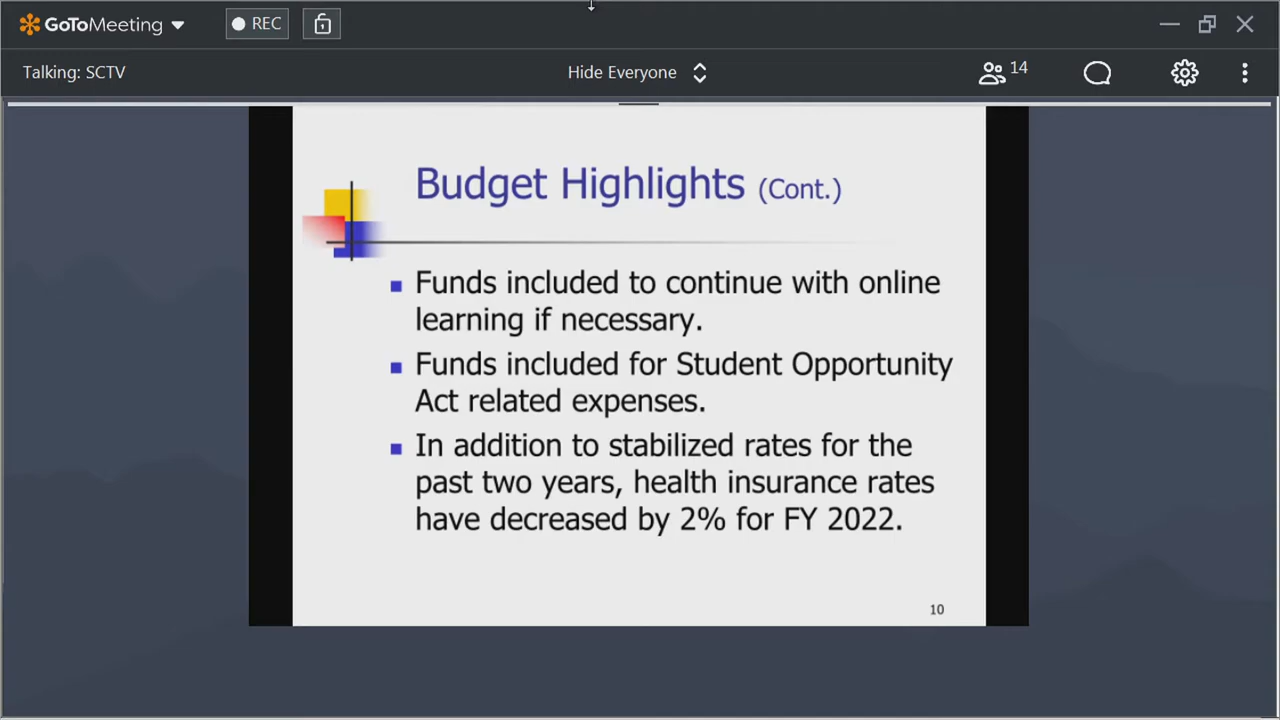 GoToMeeting REC
Talking: SCTV
Hide Everyone
14
Budget Highlights (Cont.)
Funds included to continue with online
learning if necessary.
Funds included for Student Opportunity
Act related expenses.
In addition to stabilized rates for the
past two years, health insurance rates
have decreased by 2% for FY 2022.
10